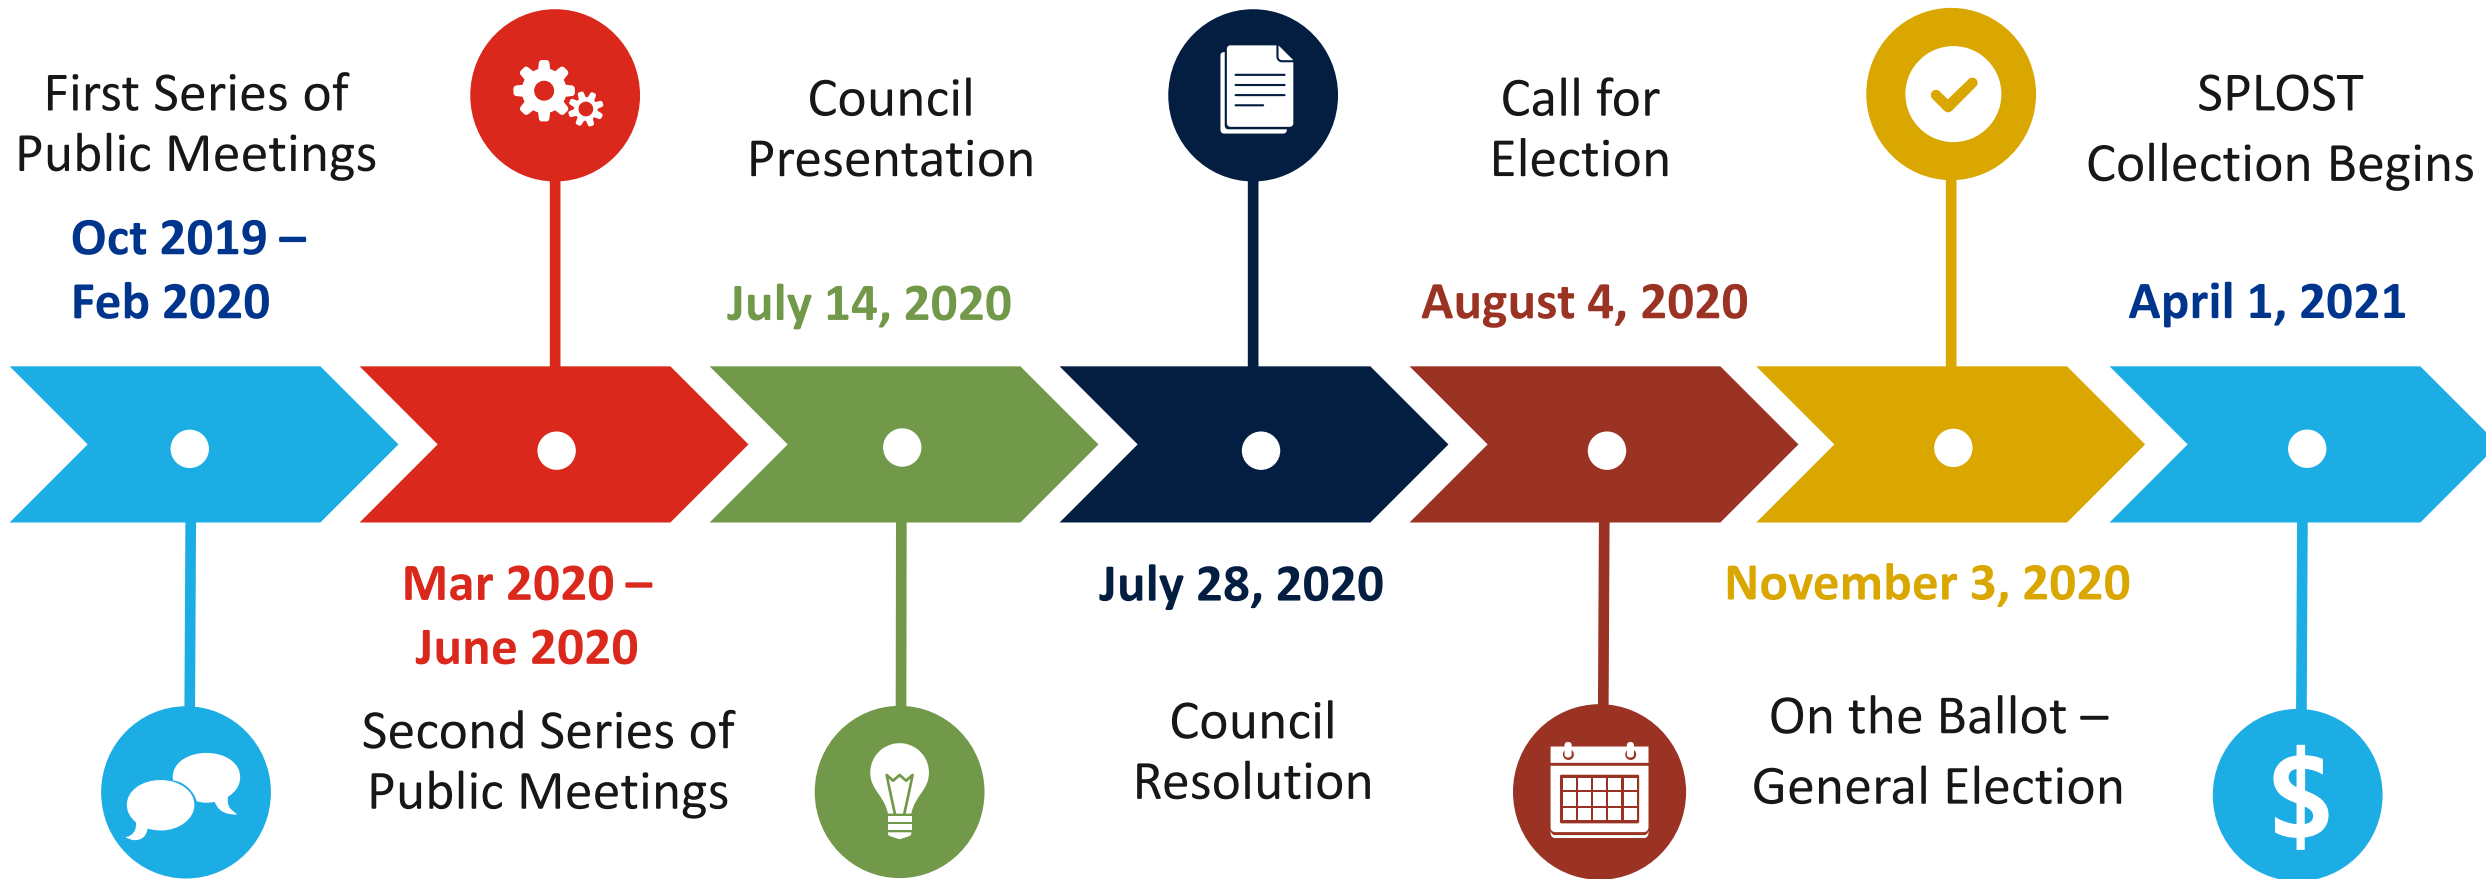 First Series of
Public Meetings
Oct 2019 –
Feb 2020
Mar 2020 –
June 2020
Second Series of
Public Meetings
Council
Presentation
July 14, 2020
July 28, 2020
Council
Resolution
Call for
Election
August 4, 2020
November 3, 2020
On the Ballot –
General Election
SPLOST
Collection Begins
April 1, 2021
$